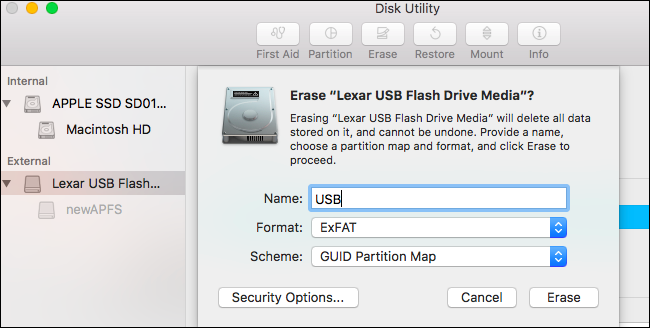 Disk Utility
First Aid
Partition
Erase
Restore
Mount
Info
Internal
APPLE SSD SD01...
Macintosh HD
External
Lexar USB Flash...
newAPFS
Erase “Lexar USB Flash Drive Media”?
Erasing “Lexar USB Flash Drive Media” will delete all data
stored on it, and cannot be undone. Provide a name,
choose a partition map and format, and click Erase to
proceed.
Name: USB
Format: ExFAT
Scheme: GUID Partition Map
Security Options...
Cancel
Erase